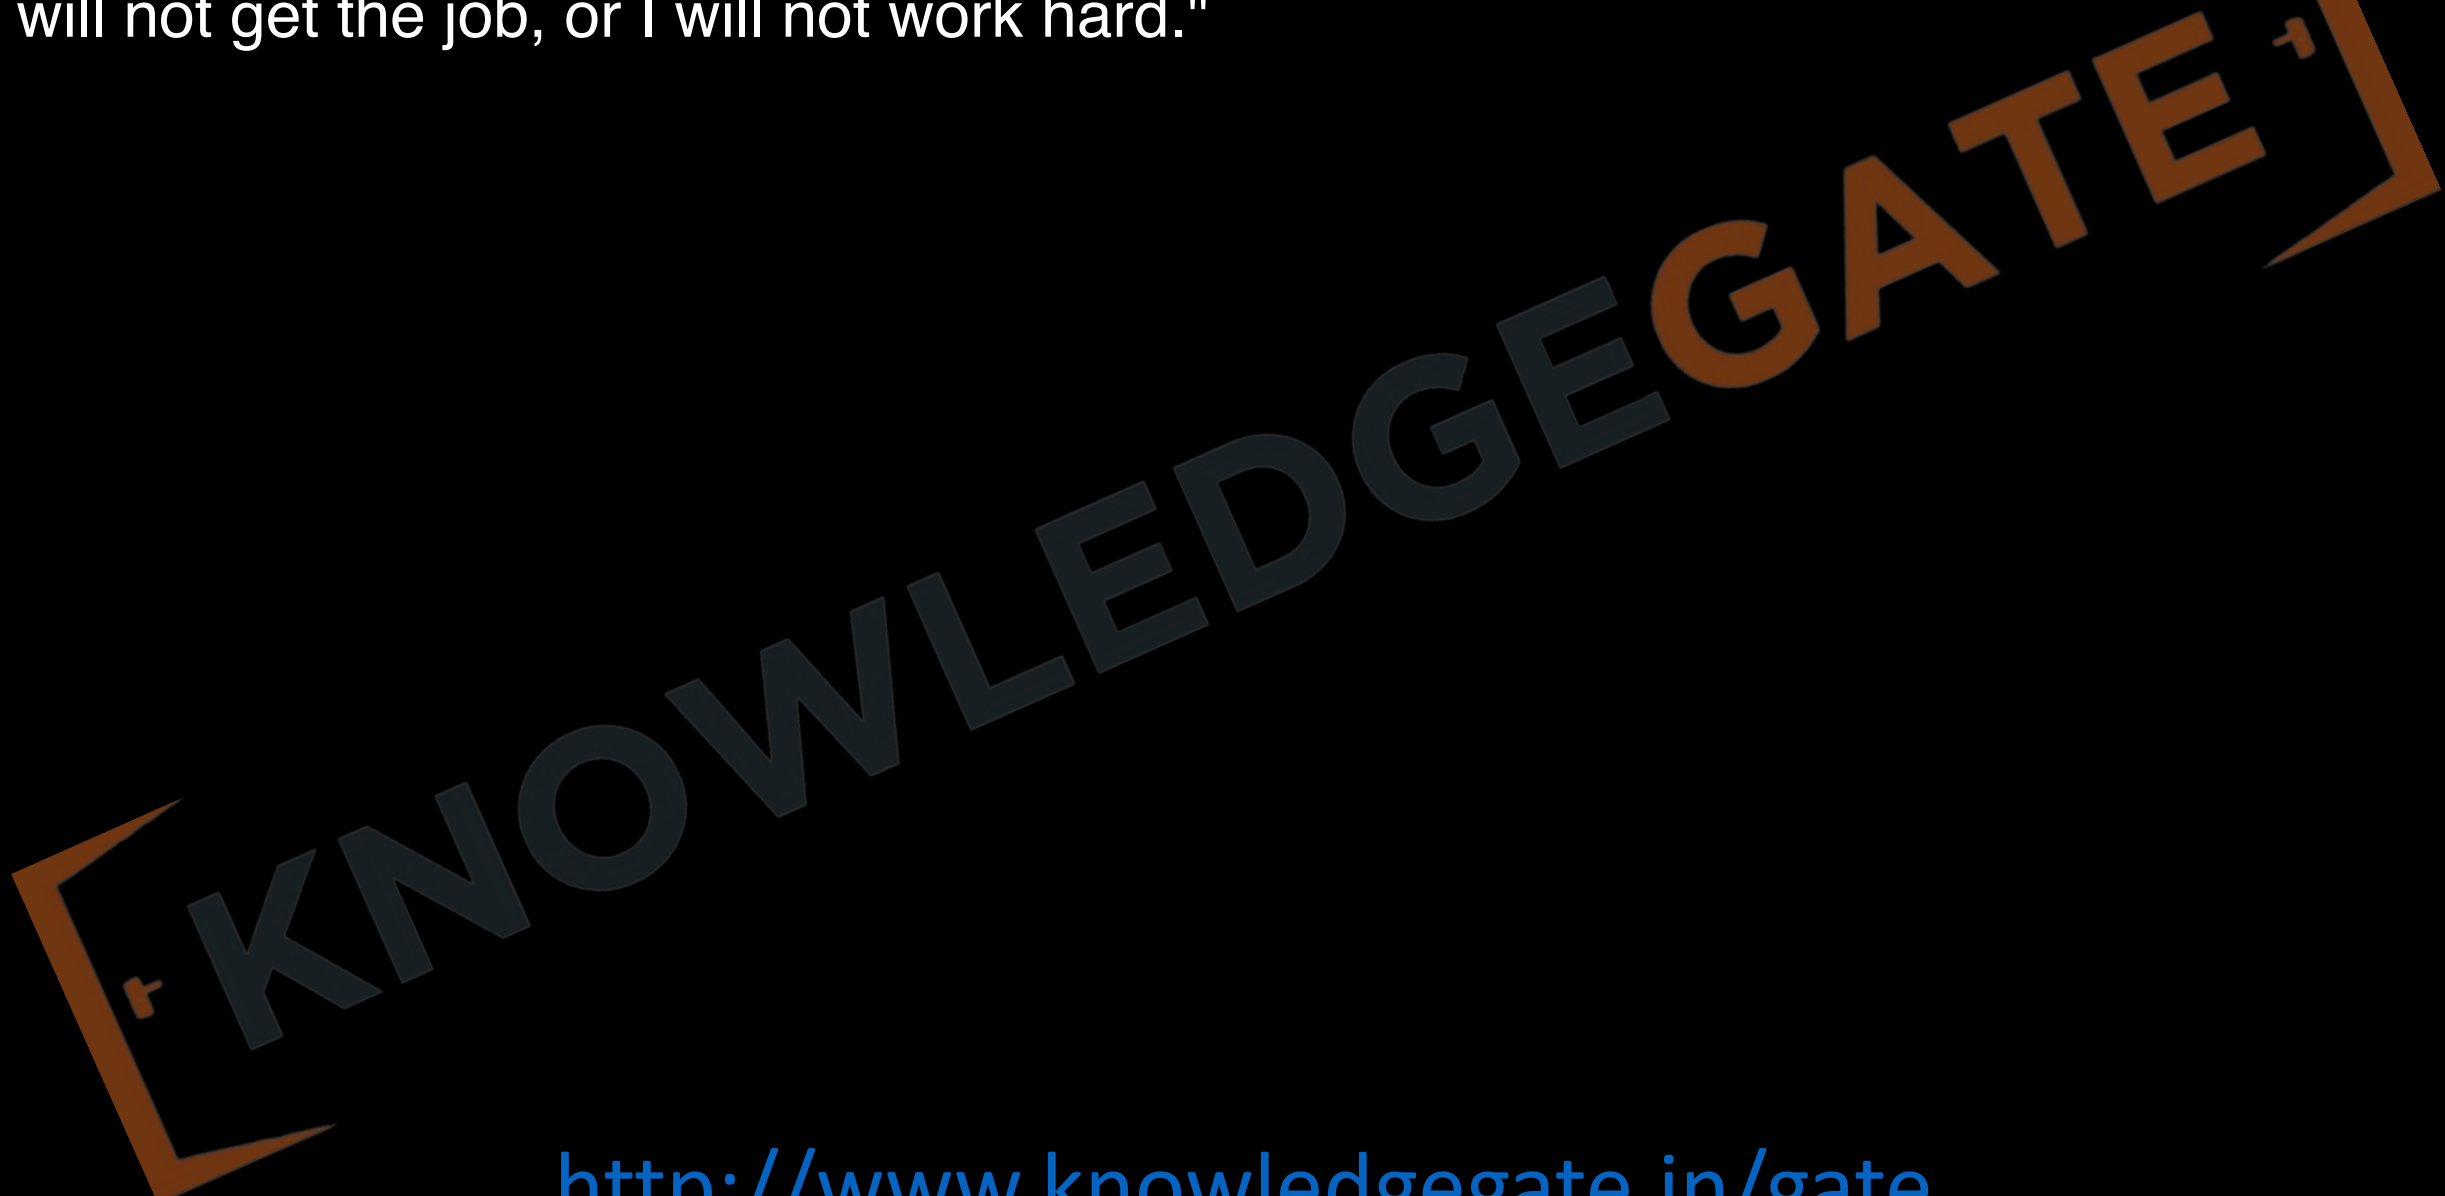 will not get the job, or I will not work hard."
KNOWLEDGEGATE
http://www.knowledgegate.in/gate